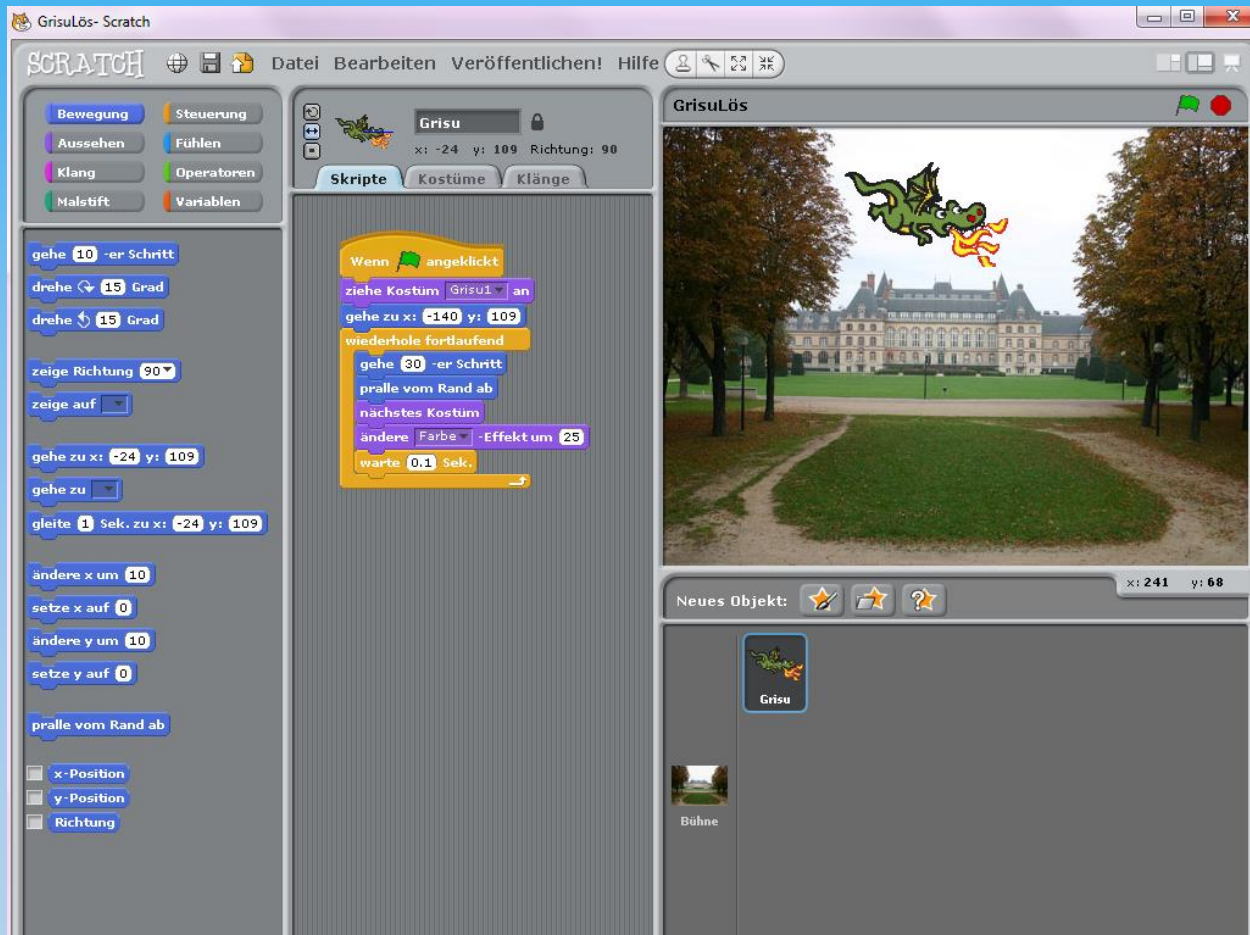 GrisuLös- Scratch
SCRATCH Datei Bearbeiten Veröffentlichen! Hilfe
Bewegung Steuerung
Aussehen Fühlen
Klang Operatoren
Malstift Variablen
gehe 10 -er Schritt
drehe 15 Grad
drehe 15 Grad
zeige Richtung 90
zeige auf
gehe zu x: -24 y: 109
gehe zu
gleite 1 Sek. zu x: -24 y: 109
ändere x um 10
setze x auf 0
ändere y um 10
setze y auf 0
pralle vom Rand ab
x-Position
y-Position
Richtung
Grisu
x: -24 y: 109 Richtung: 90
Skripte Kostüme Klänge
Wenn angeklickt
ziehe Kostüm Grisu1 an
gehe zu x: -140 y: 109
wiederhole fortlaufend
gehe 30 -er Schritt
pralle vom Rand ab
nächstes Kostüm
ändere Farbe -Effekt um 25
warte 0.1 Sek.
GrisuLös
x: 241 y: 68
Neues Objekt:
Grisu
Bühne